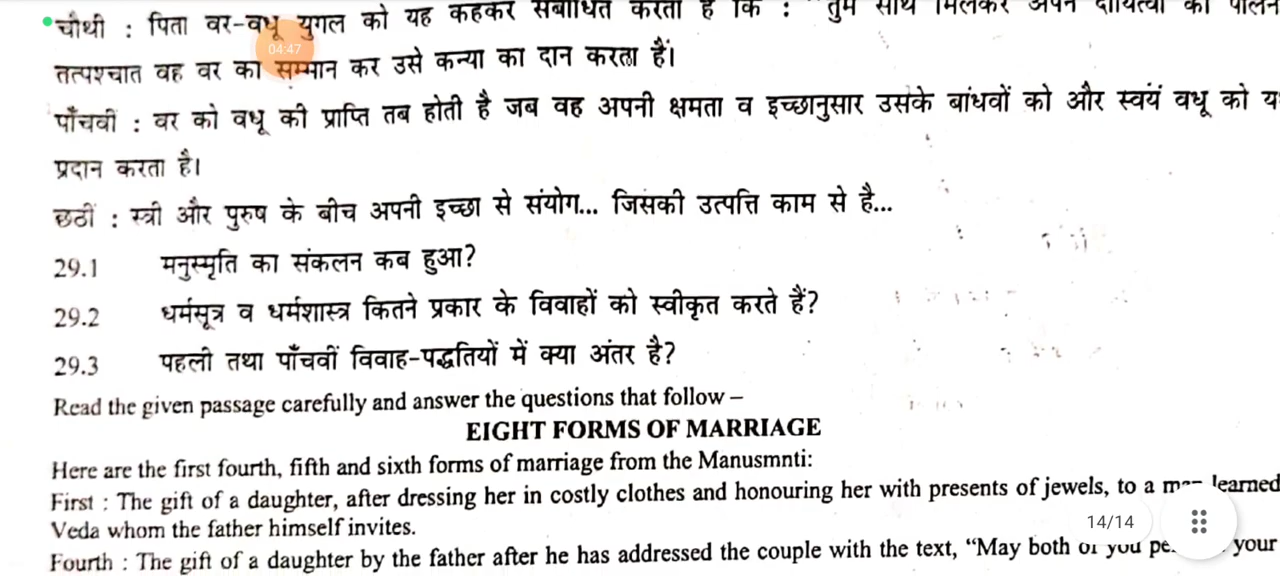 चौथी : पिता वर-वधू युगल को यह कहकर संबोधित करता है कि : "तुम साथ मिलकर अपने दायित्वों का पालन
04:47
तत्पश्चात वह वर का सम्मान कर उसे कन्या का दान करता हैं।
पाँचवीं : वर को वधू की प्राप्ति तब होती है जब वह अपनी क्षमता व इच्छानुसार उसके बांधवों को और स्वयं वधू को
प्रदान करता है।
छठीं : स्त्री और पुरुष के बीच अपनी इच्छा से संयोग... जिसकी उत्पत्ति काम से है...
29.1 मनुस्मृति का संकलन कब हुआ?
29.2 धर्मसूत्र व धर्मशास्त्र कितने प्रकार के विवाहों को स्वीकृत करते हैं?
29.3 पहली तथा पाँचवीं विवाह-पद्धतियों में क्या अंतर है?
Read the given passage carefully and answer the questions that follow –
EIGHT FORMS OF MARRIAGE
Here are the first fourth, fifth and sixth forms of marriage from the Manusmnti:
First : The gift of a daughter, after dressing her in costly clothes and honouring her with presents of jewels, to a learned
Veda whom the father himself invites.
14/14
Fourth : The gift of a daughter by the father after he has addressed the couple with the text, “May both of you your